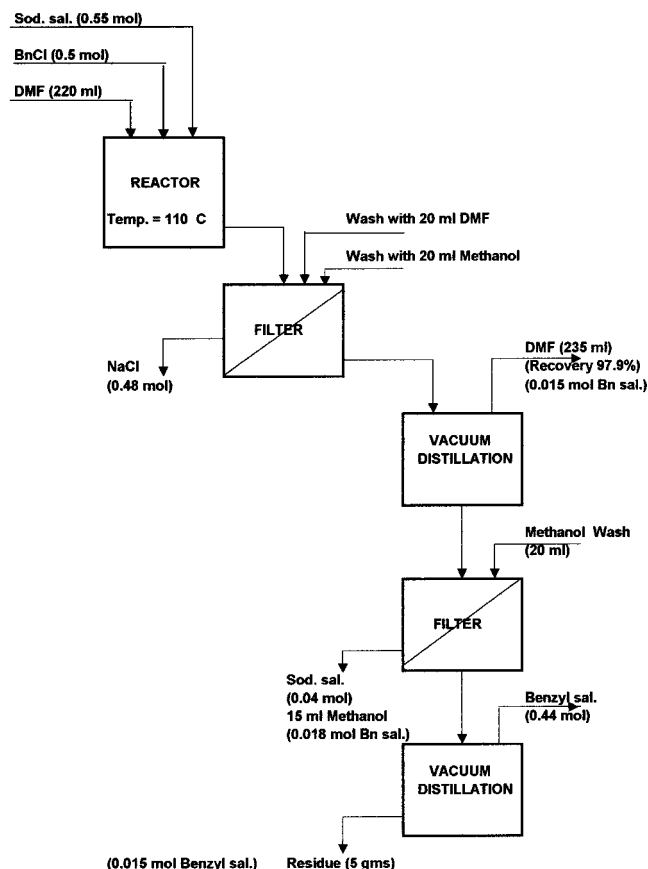 Sod. sal. (0.55 mol)
BnCl (0.5 mol)
DMF (220 ml)
REACTOR
Temp. = 110 C
Wash with 20 ml DMF
Wash with 20 ml Methanol
FILTER
NaCl
(0.48 mol)
DMF (235 ml)
(Recovery 97.9%)
(0.015 mol Bn sal.)
VACUUM
DISTILLATION
Methanol Wash
(20 ml)
FILTER
Sod. sal.
(0.04 mol)
15 ml Methanol
(0.018 mol Bn sal.)
Benzyl sal.
(0.44 mol)
VACUUM
DISTILLATION
(0.015 mol Benzyl sal.) Residue (5 gms)